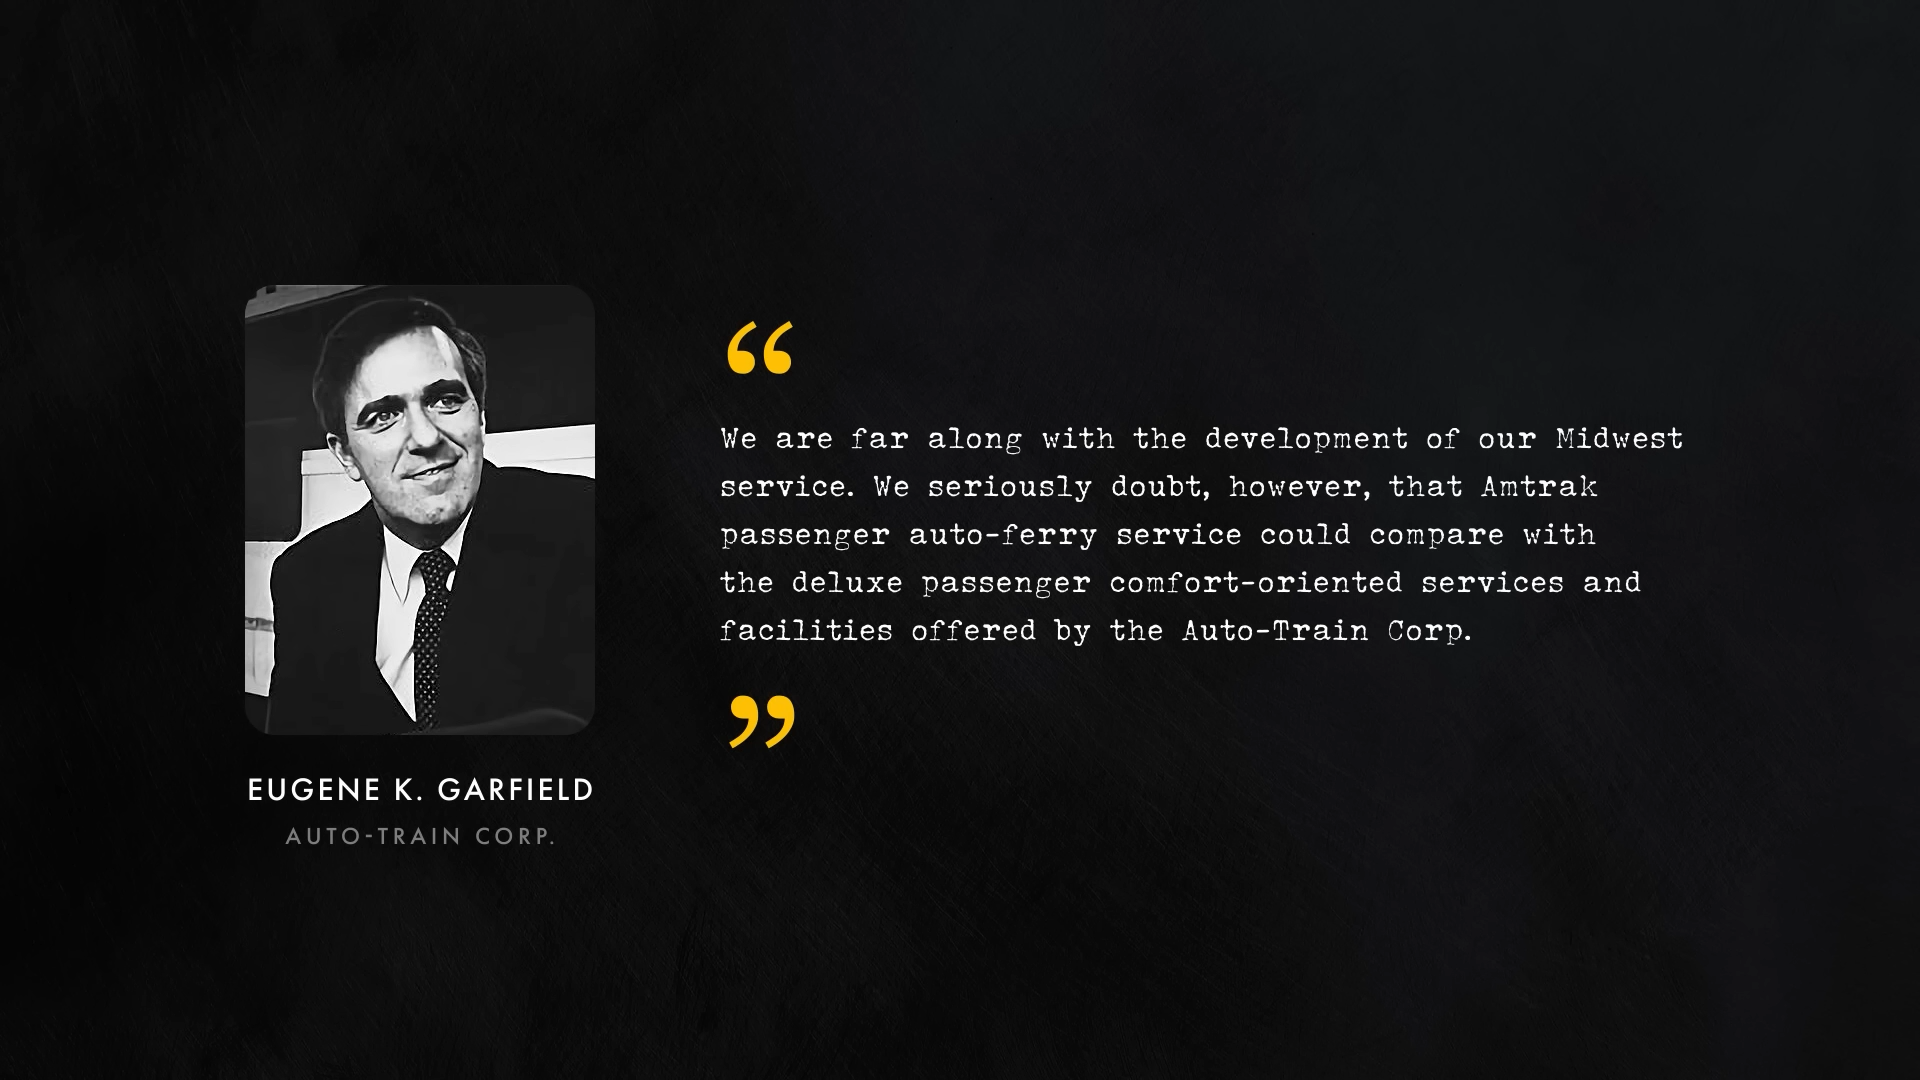 “
We are far along with the development of our Midwest
service. We seriously doubt, however, that Amtrak
passenger auto-ferry service could compare with
the deluxe passenger comfort-oriented services and
facilities offered by the Auto-Train Corp.
”
EUGENE K. GARFIELD
AUTO-TRAIN CORP.